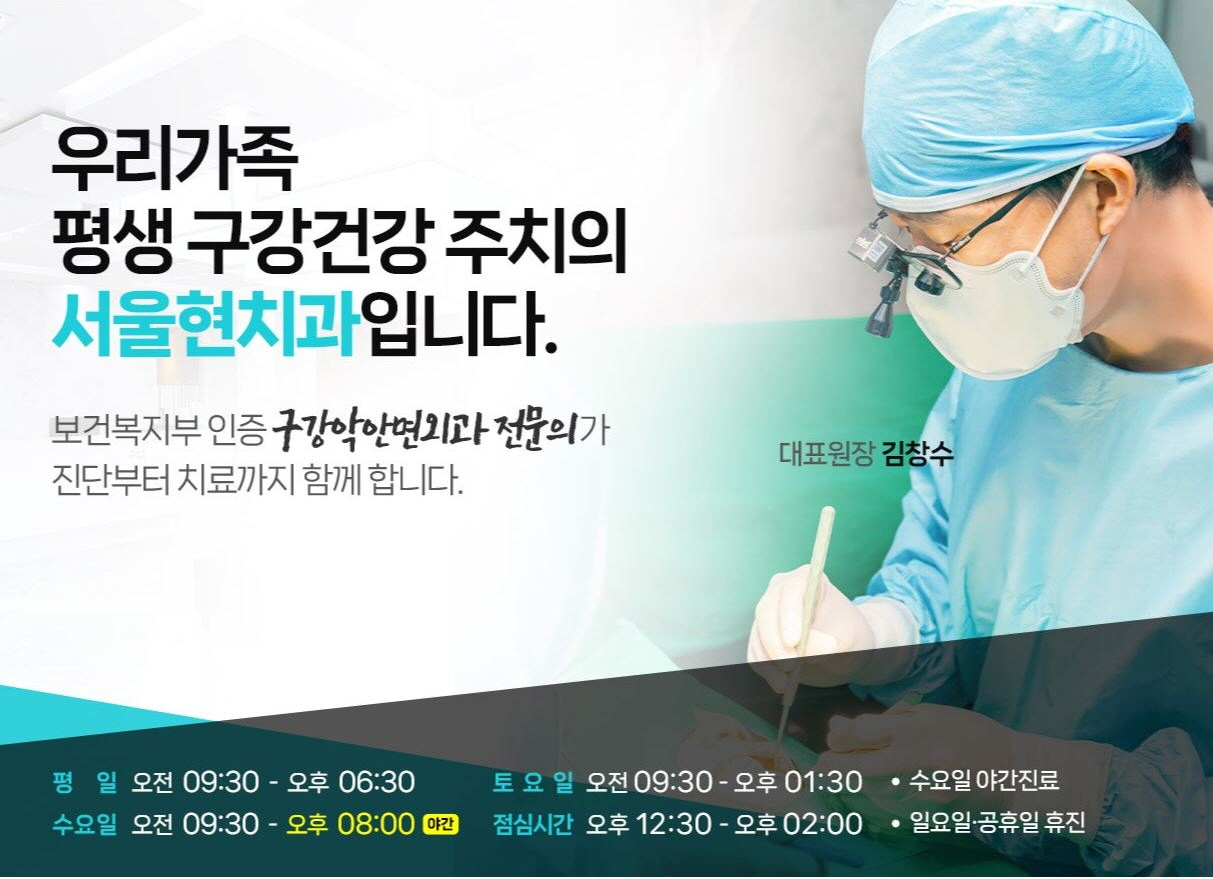 우리가족
평생 구강건강 주치의
서울현치과입니다.
보건복지부 인증 구강악안면외과 전문의가
진단부터 치료까지 함께 합니다.
대표원장 김창수
평 일 오전 09:30 - 오후 06:30
수요일 오전 09:30 - 오후 08:00 야간
토 요 일 오전 09:30 - 오후 01:30
점심시간 오후 12:30 - 오후 02:00
• 수요일 야간진료
• 일요일·공휴일 휴진